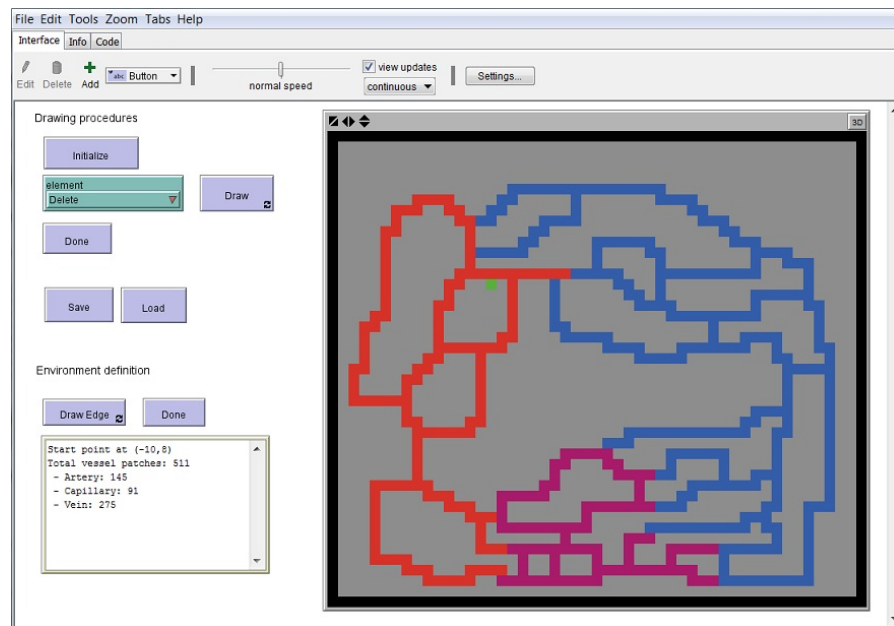 File Edit Tools Zoom Tabs Help
Interface Info Code
Edit Delete Add abc Button normal speed view updates continuous Settings...
Drawing procedures
3D
Initialize
element
Delete
Draw
Done
Save Load
Environment definition
Draw Edge Done
Start point at (-10,8)
Total vessel patches: 511
- Artery: 145
- Capillary: 91
- Vein: 275